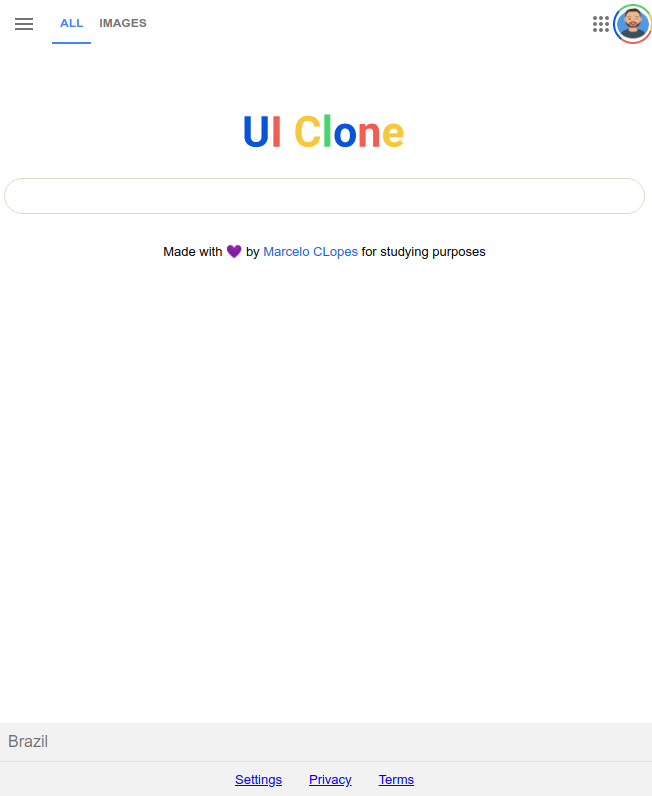 ALL IMAGES
UI Clone
Made with 💜 by Marcelo CLopes for studying purposes
Brazil
Settings Privacy Terms